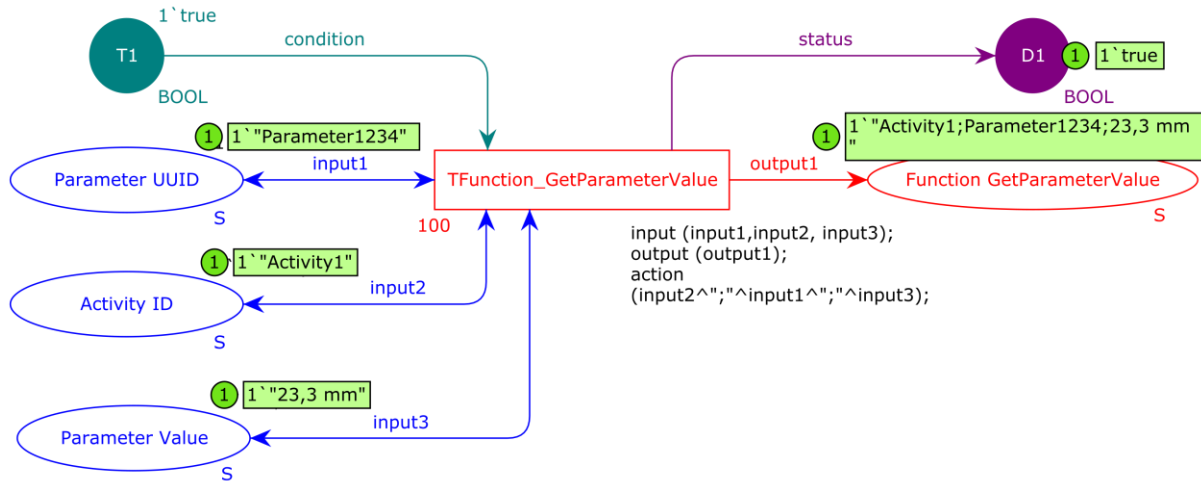 1`true
condition
status
T1
D1
1
1`true
BOOL
BOOL
1
1`"Parameter1234"
1
1`"Activity1;Parameter1234;23,3 mm
"
input1
output1
Parameter UUID
TFunction_GetParameterValue
Function GetParameterValue
S
100
S
input (input1,input2, input3);
output (output1);
action
(input2^";"^input1^";"^input3);
1
1`"Activity1"
input2
Activity ID
S
1
1`"23,3 mm"
input3
Parameter Value
S